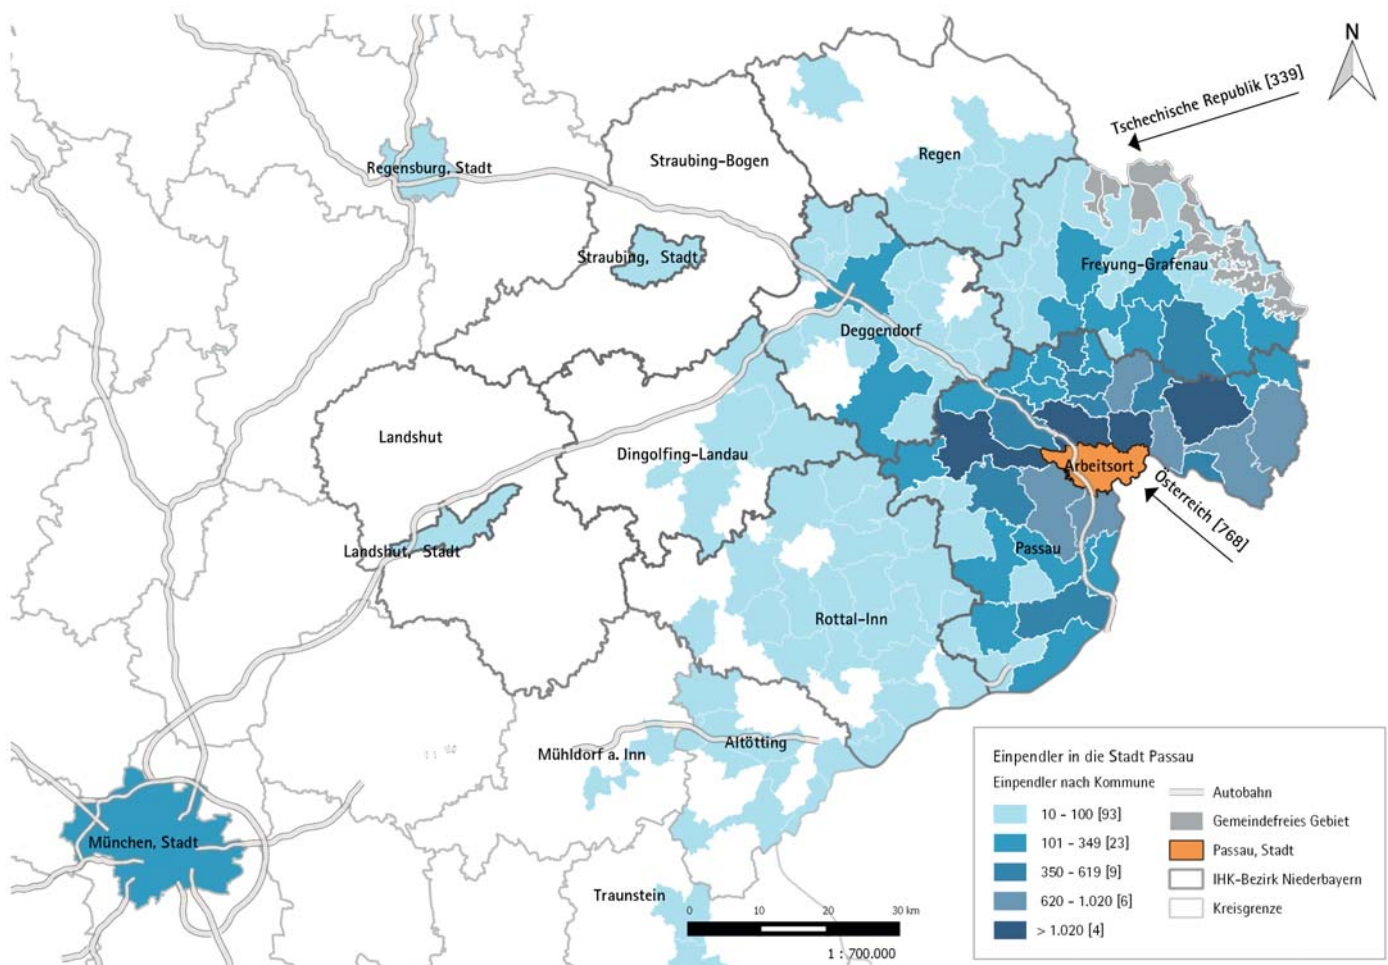 N
Tschechische Republik [339]
Regen
Straubing-Bogen
Regensburg, Stadt
Straubing, Stadt
Freyung-Grafenau
Deggendorf
Landshut
Dingolfing-Landau
Arbeitsort
Österreich [768]
Landshut, Stadt
Passau
Rottal-Inn
Altötting
Mühldorf a. Inn
München, Stadt
Traunstein
0 10 20 30 km
1 : 700.000
Einpendler in die Stadt Passau
Einpendler nach Kommune
10 - 100 [93]
101 - 349 [23]
350 - 619 [9]
620 - 1.020 [6]
> 1.020 [4]
Autobahn
Gemeindefreies Gebiet
Passau, Stadt
IHK-Bezirk Niederbayern
Kreisgrenze